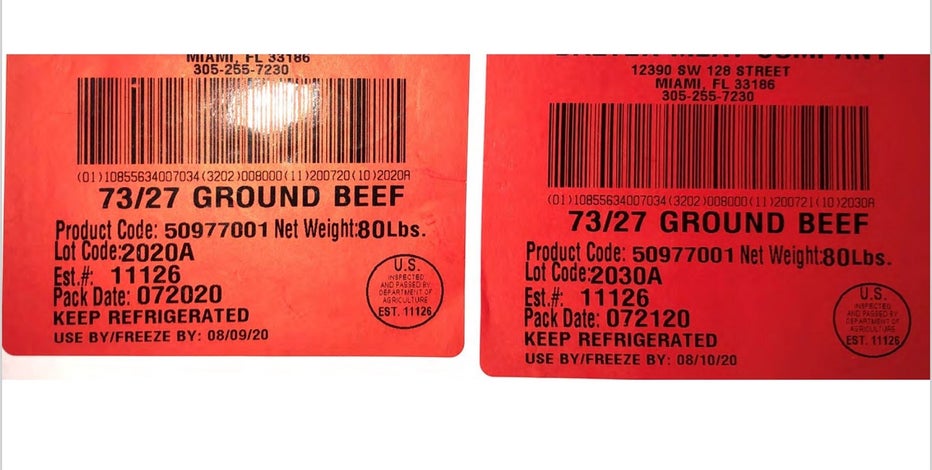 MIAMI, FL 33186
305-255-7230
(01)10855634007034(3202)008000(11)200720(10)2020A
73/27 GROUND BEEF
Product Code: 50977001 Net Weight:80Lbs.
Lot Code:2020A
Est.#: 11126
Pack Date: 072020
KEEP REFRIGERATED
USE BY/FREEZE BY: 08/09/20
U.S.
INSPECTED
AND PASSED BY
DEPARTMENT OF
AGRICULTURE
EST. 11126
MEAT COMPANY
12390 SW 128 STREET
MIAMI, FL 33186
305-255-7230
(01)10855634007034(3202)008000(11)200721(10)2030A
73/27 GROUND BEEF
Product Code: 50977001 Net Weight:80Lbs.
Lot Code:2030A
Est.#: 11126
Pack Date: 072120
KEEP REFRIGERATED
USE BY/FREEZE BY: 08/10/20
U.S.
INSPECTED
AND PASSED BY
DEPARTMENT OF
AGRICULTURE
EST. 11126